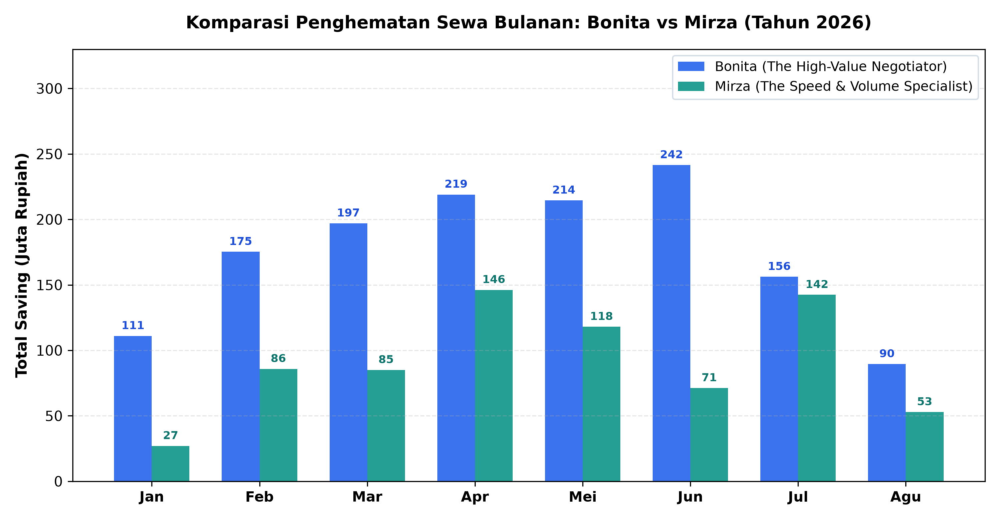 Komparasi Penghematan Sewa Bulanan: Bonita vs Mirza (Tahun 2026)
Bonita (The High-Value Negotiator)
Mirza (The Speed & Volume Specialist)
Total Saving (Juta Rupiah)
300
250
200
150
100
50
0
111
27
175
86
197
85
219
146
214
118
242
71
156
142
90
53
Jan
Feb
Mar
Apr
Mei
Jun
Jul
Agu